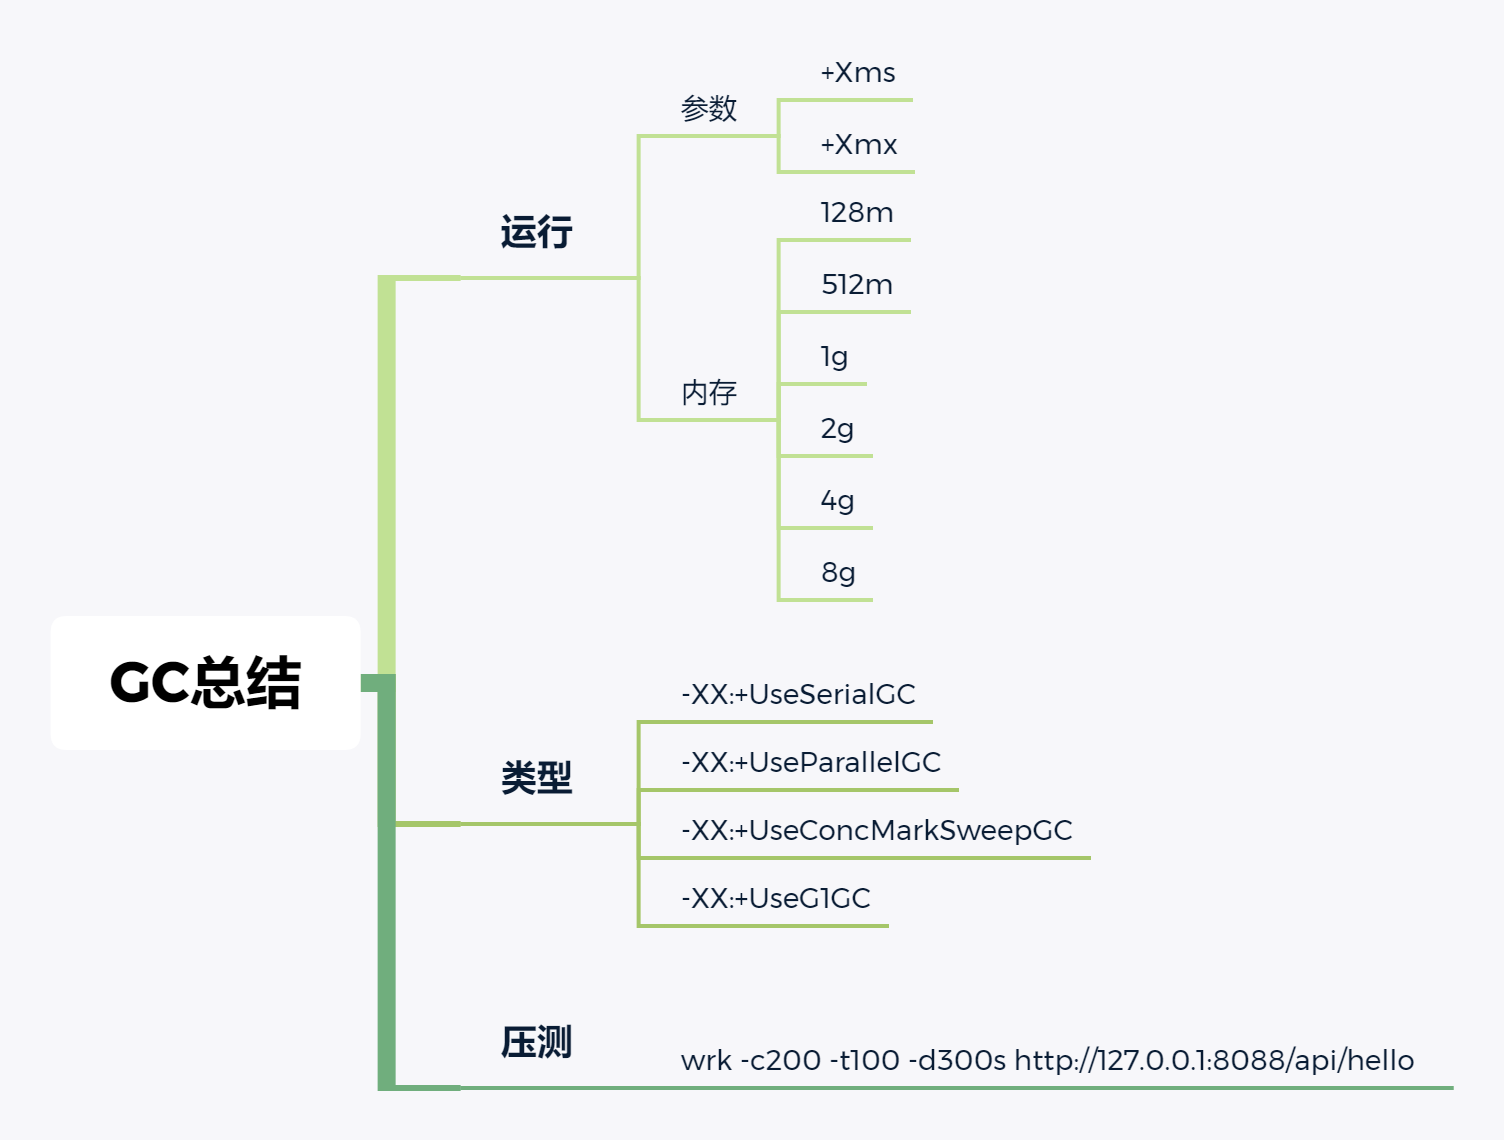 GC总结
运行
参数
+Xms
+Xmx
内存
128m
512m
1g
2g
4g
8g
类型
-XX:+UseSerialGC
-XX:+UseParallelGC
-XX:+UseConcMarkSweepGC
-XX:+UseG1GC
压测
wrk -c200 -t100 -d300s http://127.0.0.1:8088/api/hello